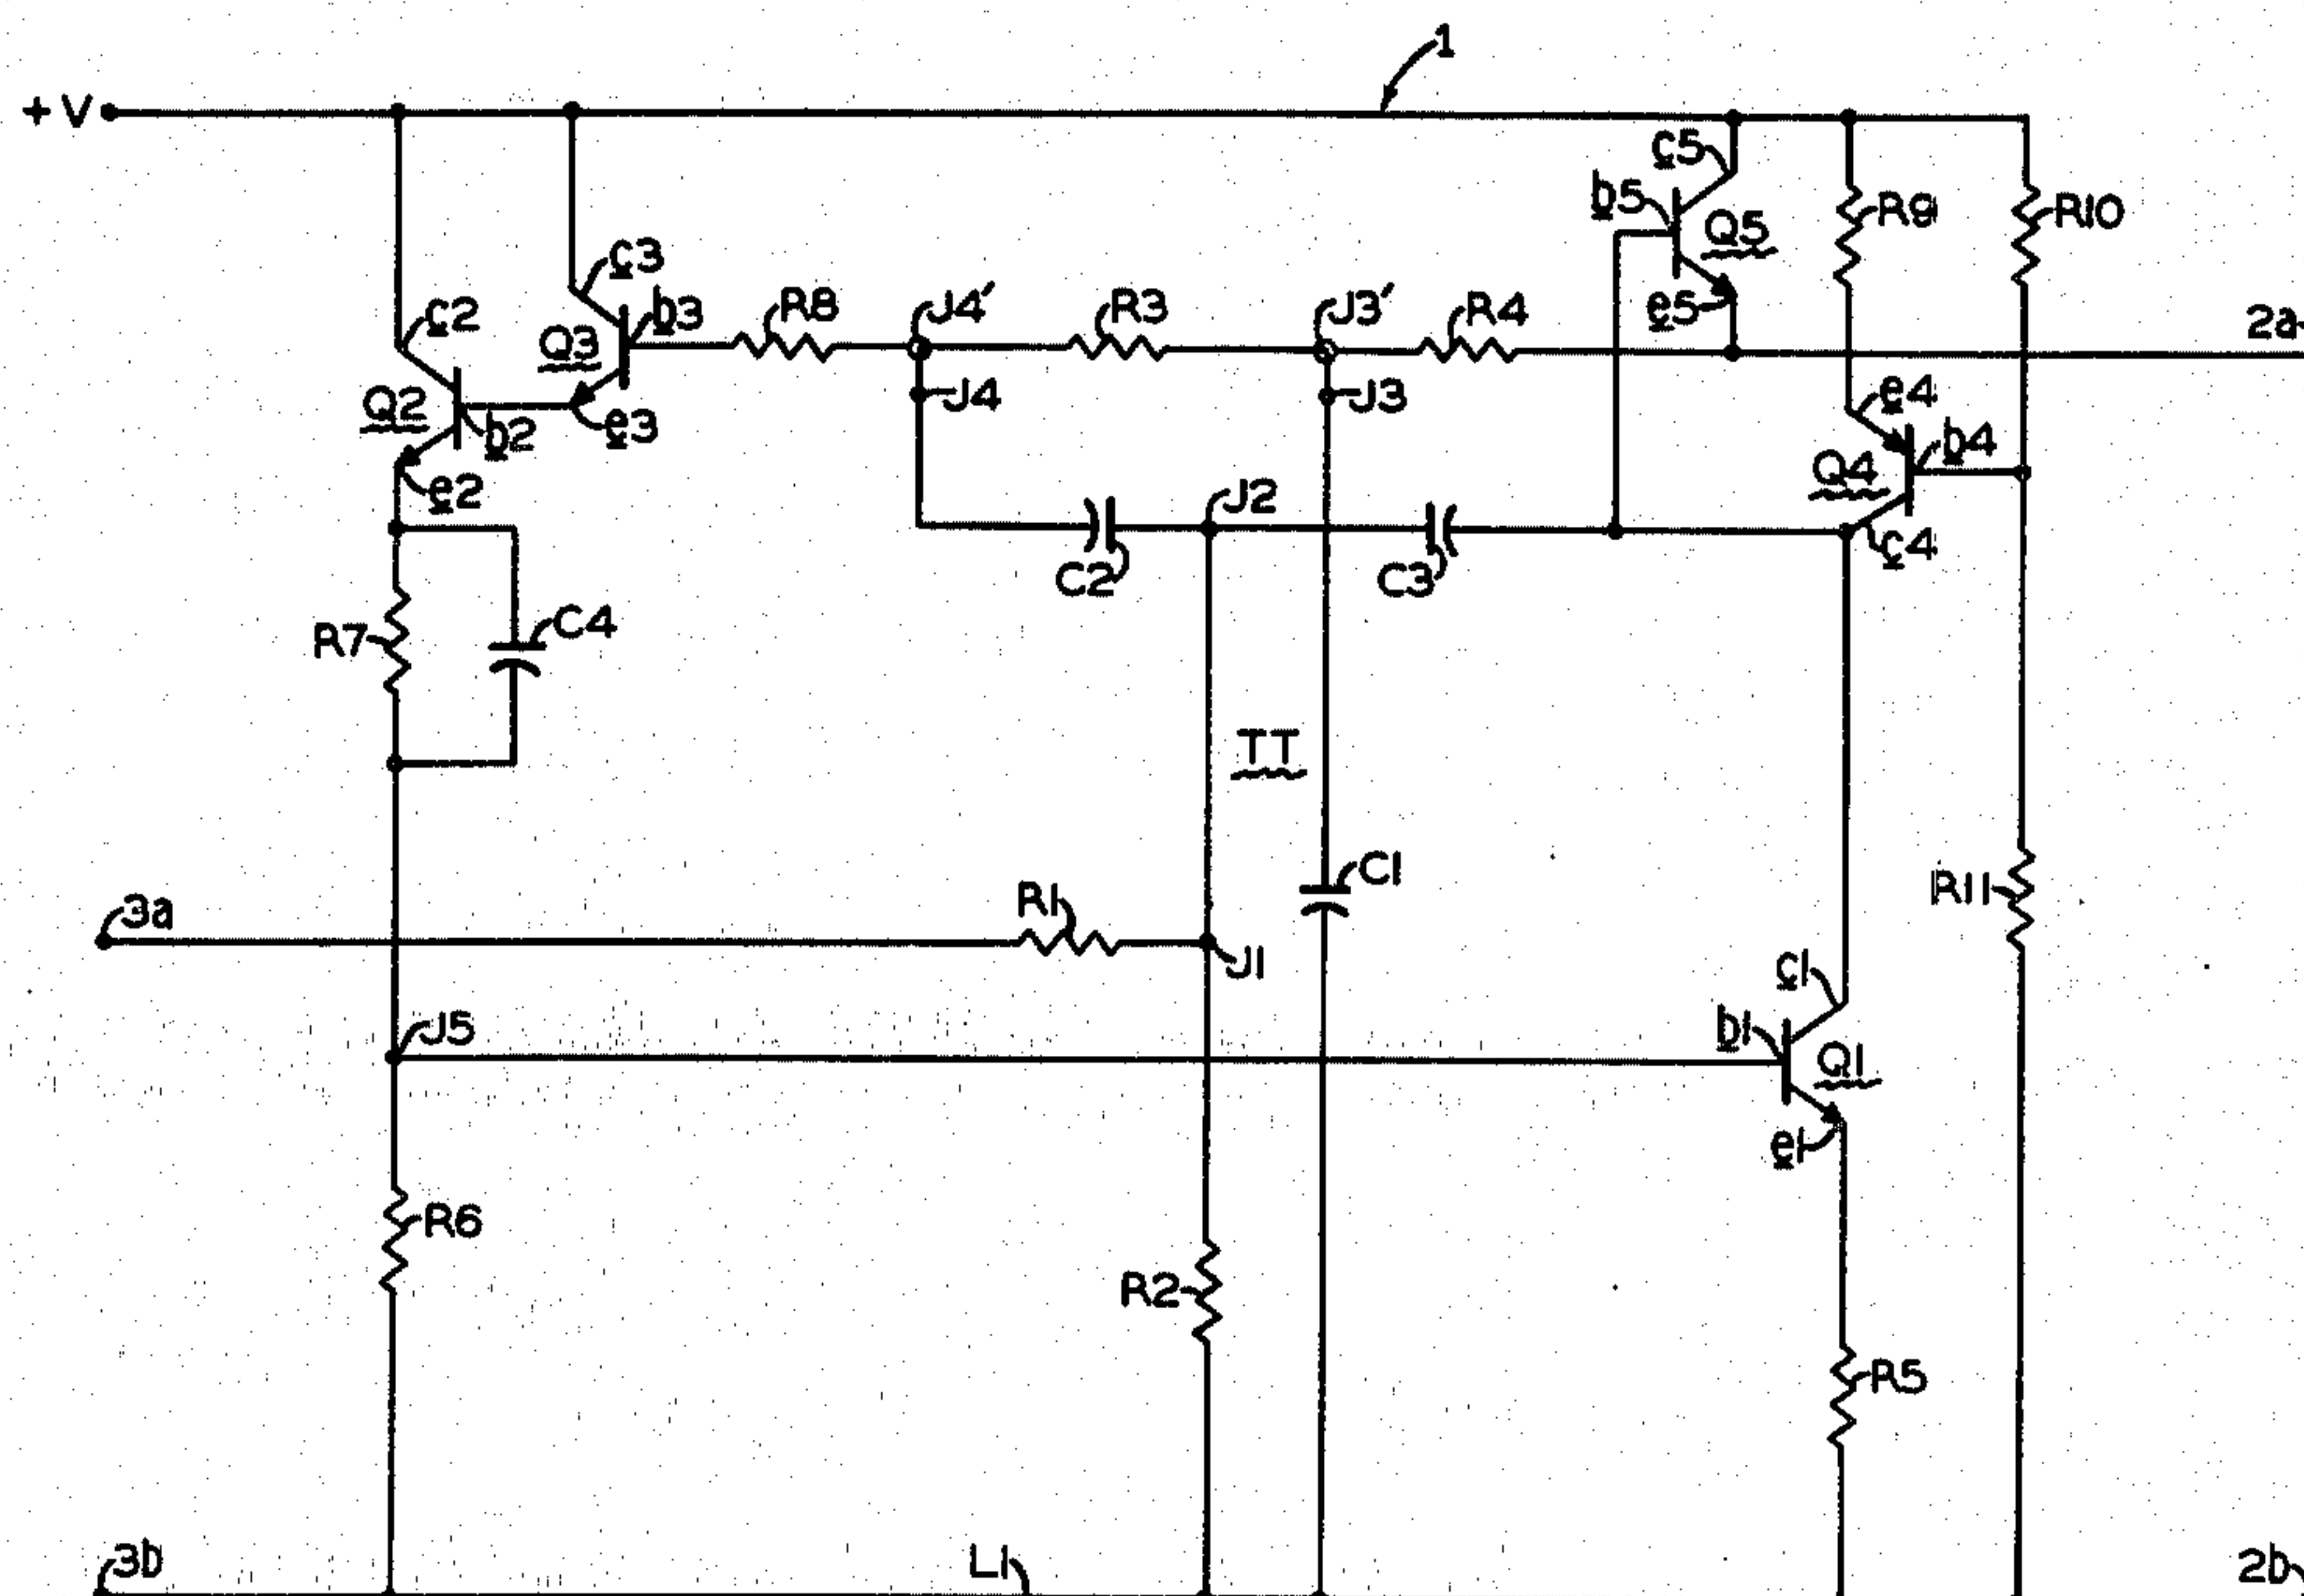 1
+V
c5
b5
Q5
R9
R10
c3
b3
R8
J4′
R3
J3′
R4
e5
2a
c2
Q3
Q2
b2
e3
J4
J3
e4
b4
Q4
e2
J2
c4
C2
C3
R7
C4
TT
C1
R1
R11
3a
J1
c1
J5
b1
Q1
e1
R6
R2
R5
3b
L1
2b